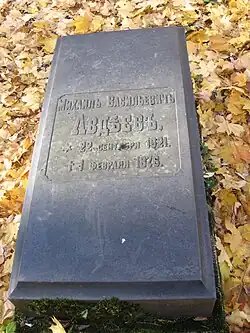 Михаилъ Васильевичъ
Авдѣевъ.
* 22 сентября 1821.
† 1 февраля 1876.